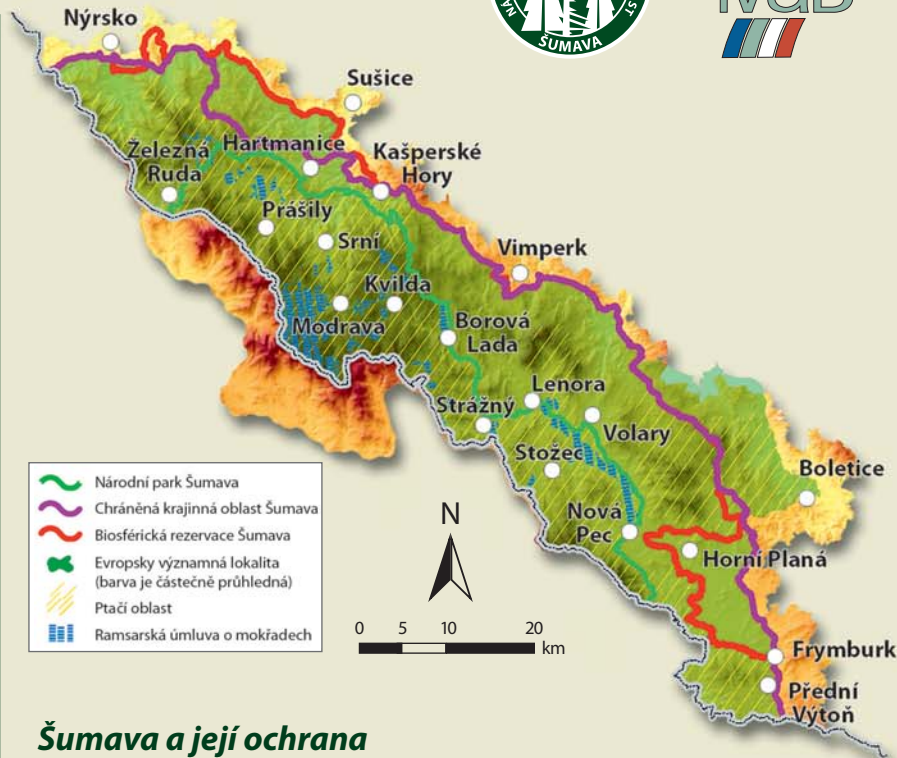 NÁ
ST
ŠUMAVA
Nýrsko
Sušice
Železná
Ruda
Hartmanice
Kašperské
Hory
Prášily
Srní
Vimperk
Kvilda
Modrava
Borová
Lada
Lenora
Strážný
Volary
Stožec
Boletice
Nová
Pec
Horní Planá
Frymburk
Přední
Výtoň
Národní park Šumava
Chráněná krajinná oblast Šumava
Biosférická rezervace Šumava
Evropsky významná lokalita
(barva je částečně průhledná)
Ptačí oblast
Ramsarská úmluva o mokřadech
N
0 5 10 20
km
Šumava a její ochrana